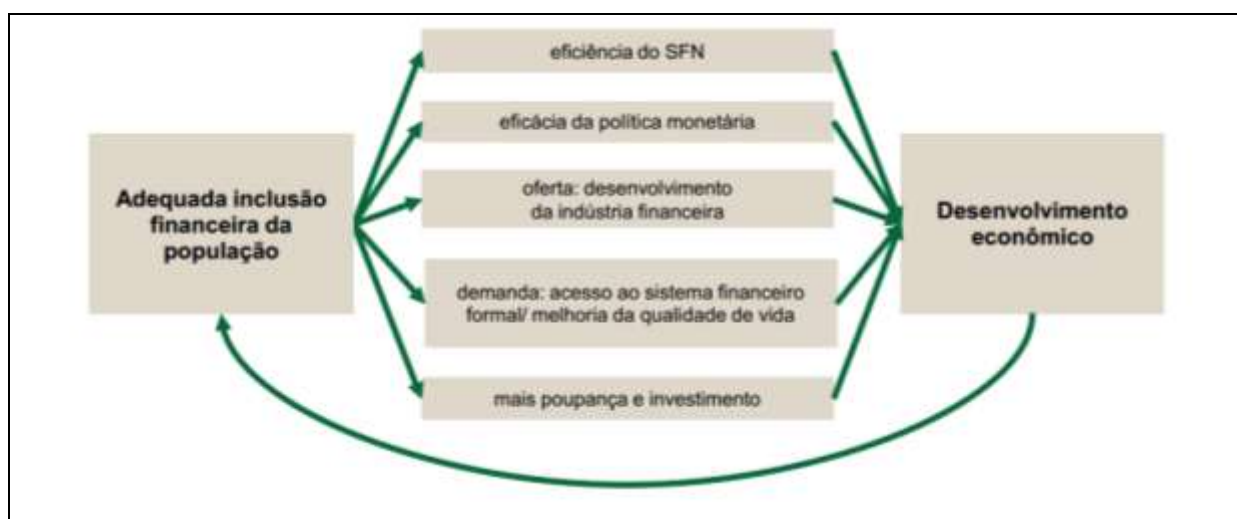 eficiência do SFN
eficácia da política monetária
Adequada inclusão
financeira da
população
oferta: desenvolvimento
da indústria financeira
demanda: acesso ao sistema financeiro
formal/ melhoria da qualidade de vida
mais poupança e investimento
Desenvolvimento
econômico